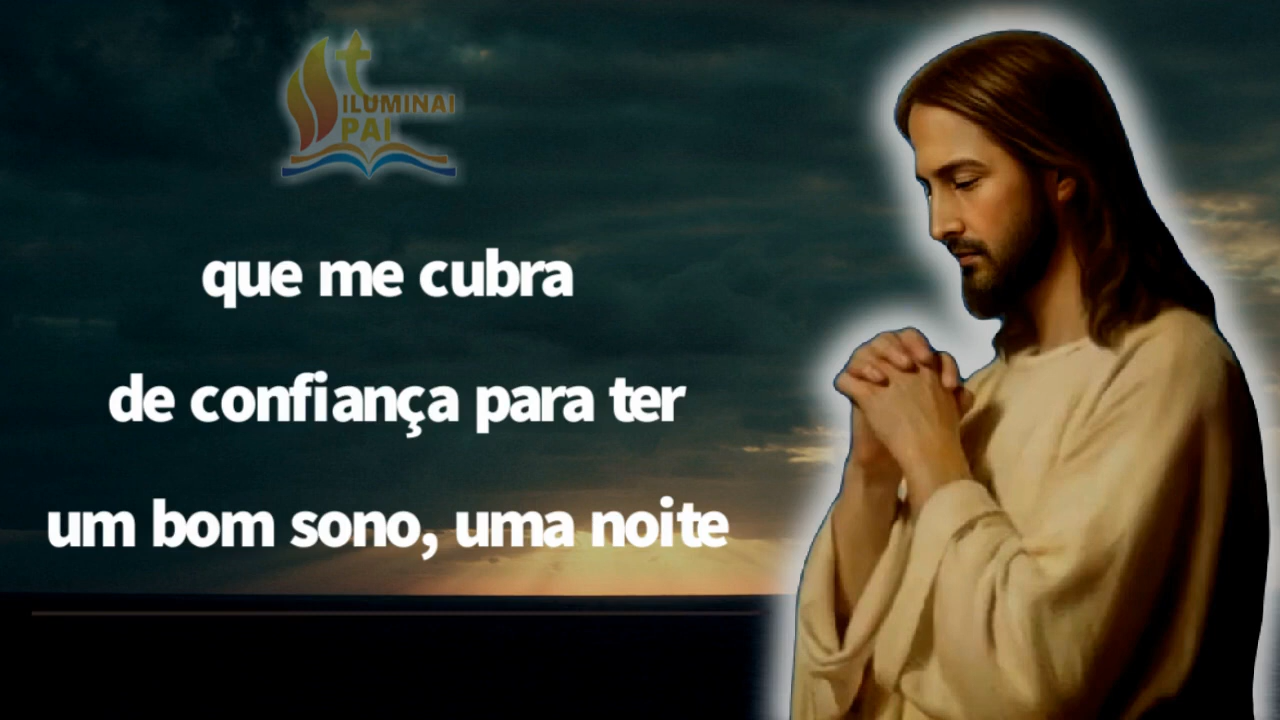 ILUMINAI
PAI
que me cubra
de confiança para ter
um bom sono, uma noite